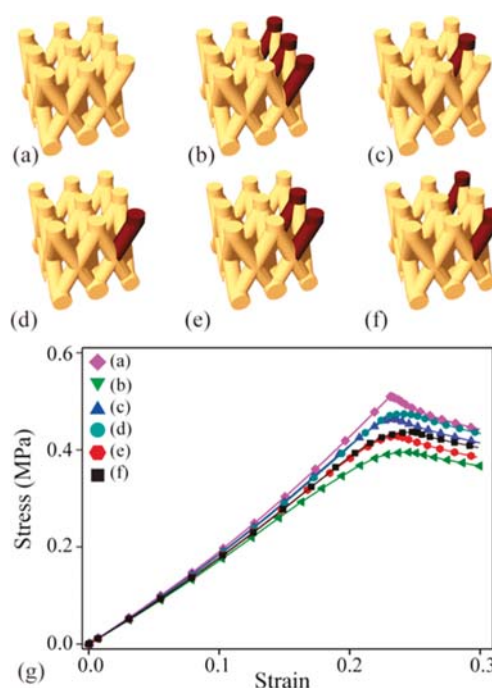 (a)
(b)
(c)
(d)
(e)
(f)
0.6
0.4
0.2
0.0
Stress (MPa)
(a)
(b)
(c)
(d)
(e)
(f)
0.0
0.1
0.2
0.3
(g)
Strain